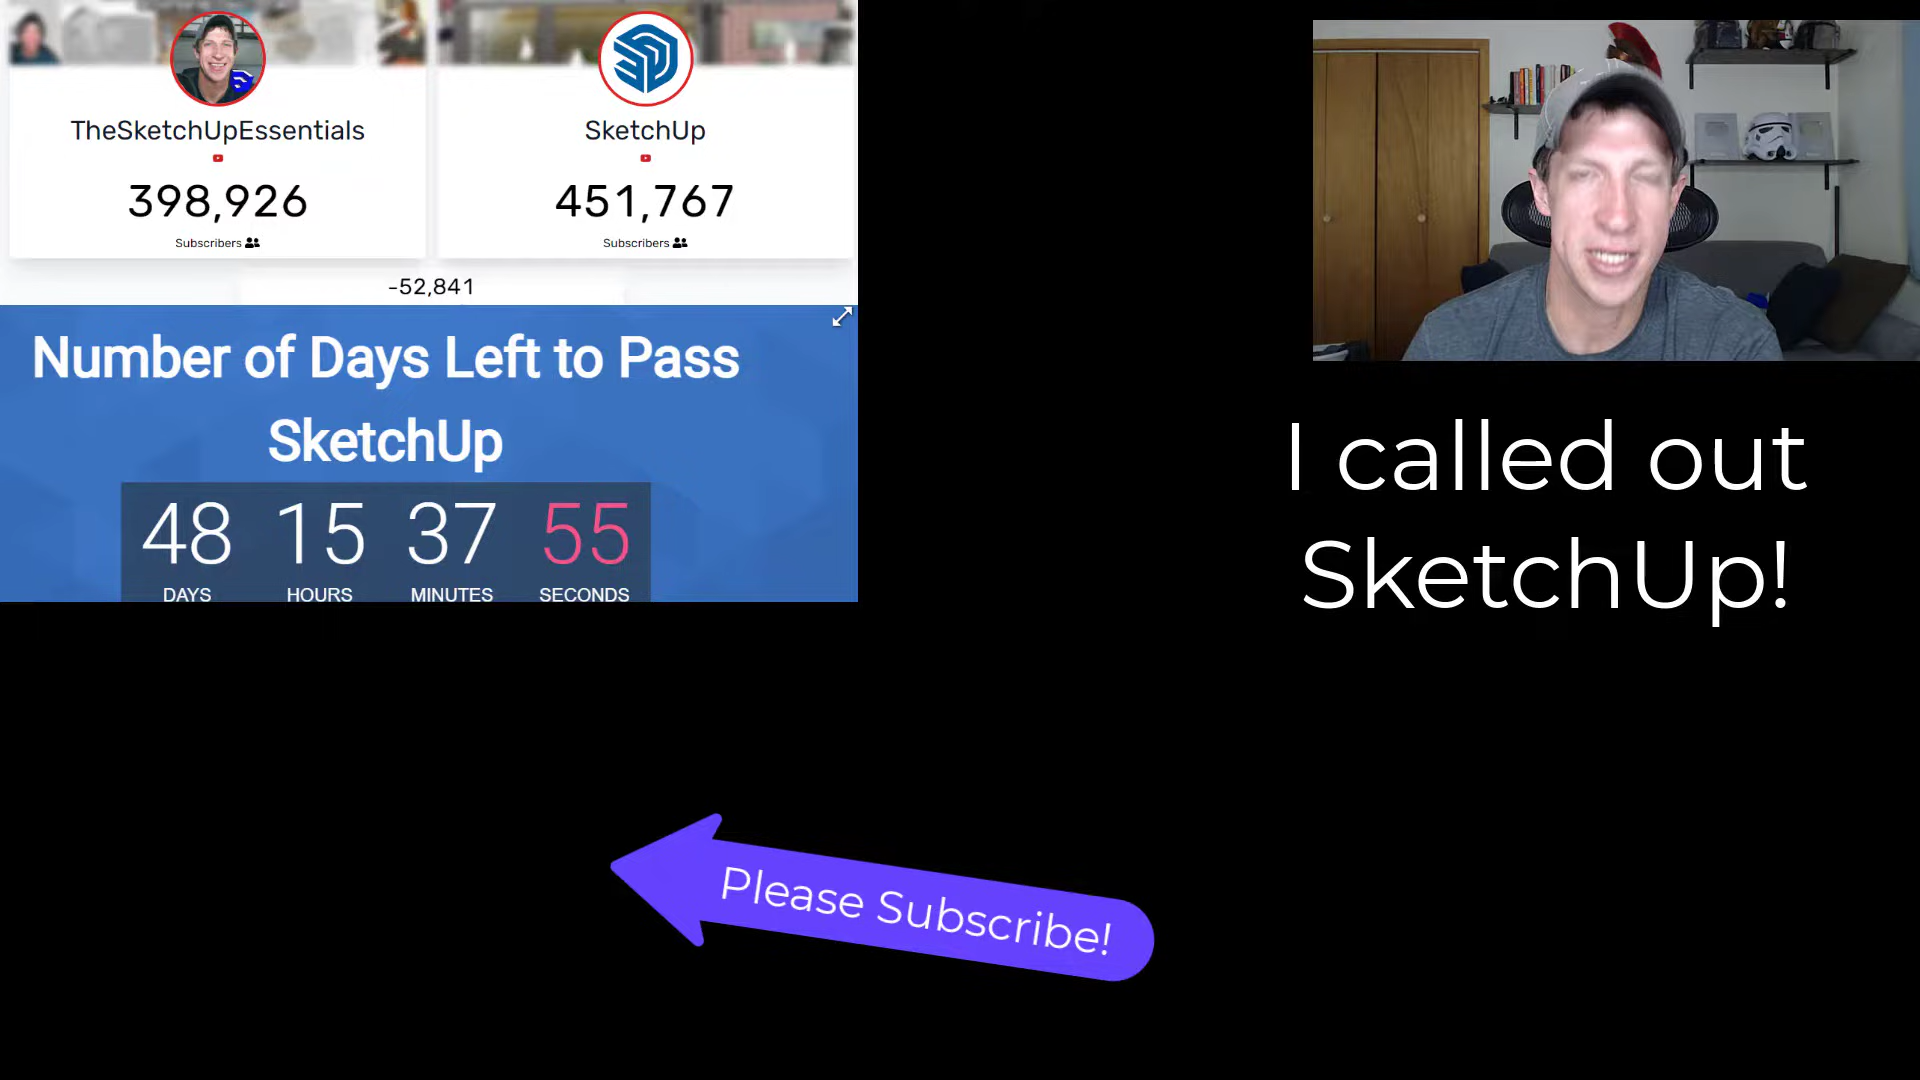 TheSketchUpEssentials
398,926
Subscribers
SketchUp
451,767
Subscribers
-52,841
Number of Days Left to Pass
SketchUp
48 15 37 55
DAYS HOURS MINUTES SECONDS
I called out
SketchUp!
Please Subscribe!